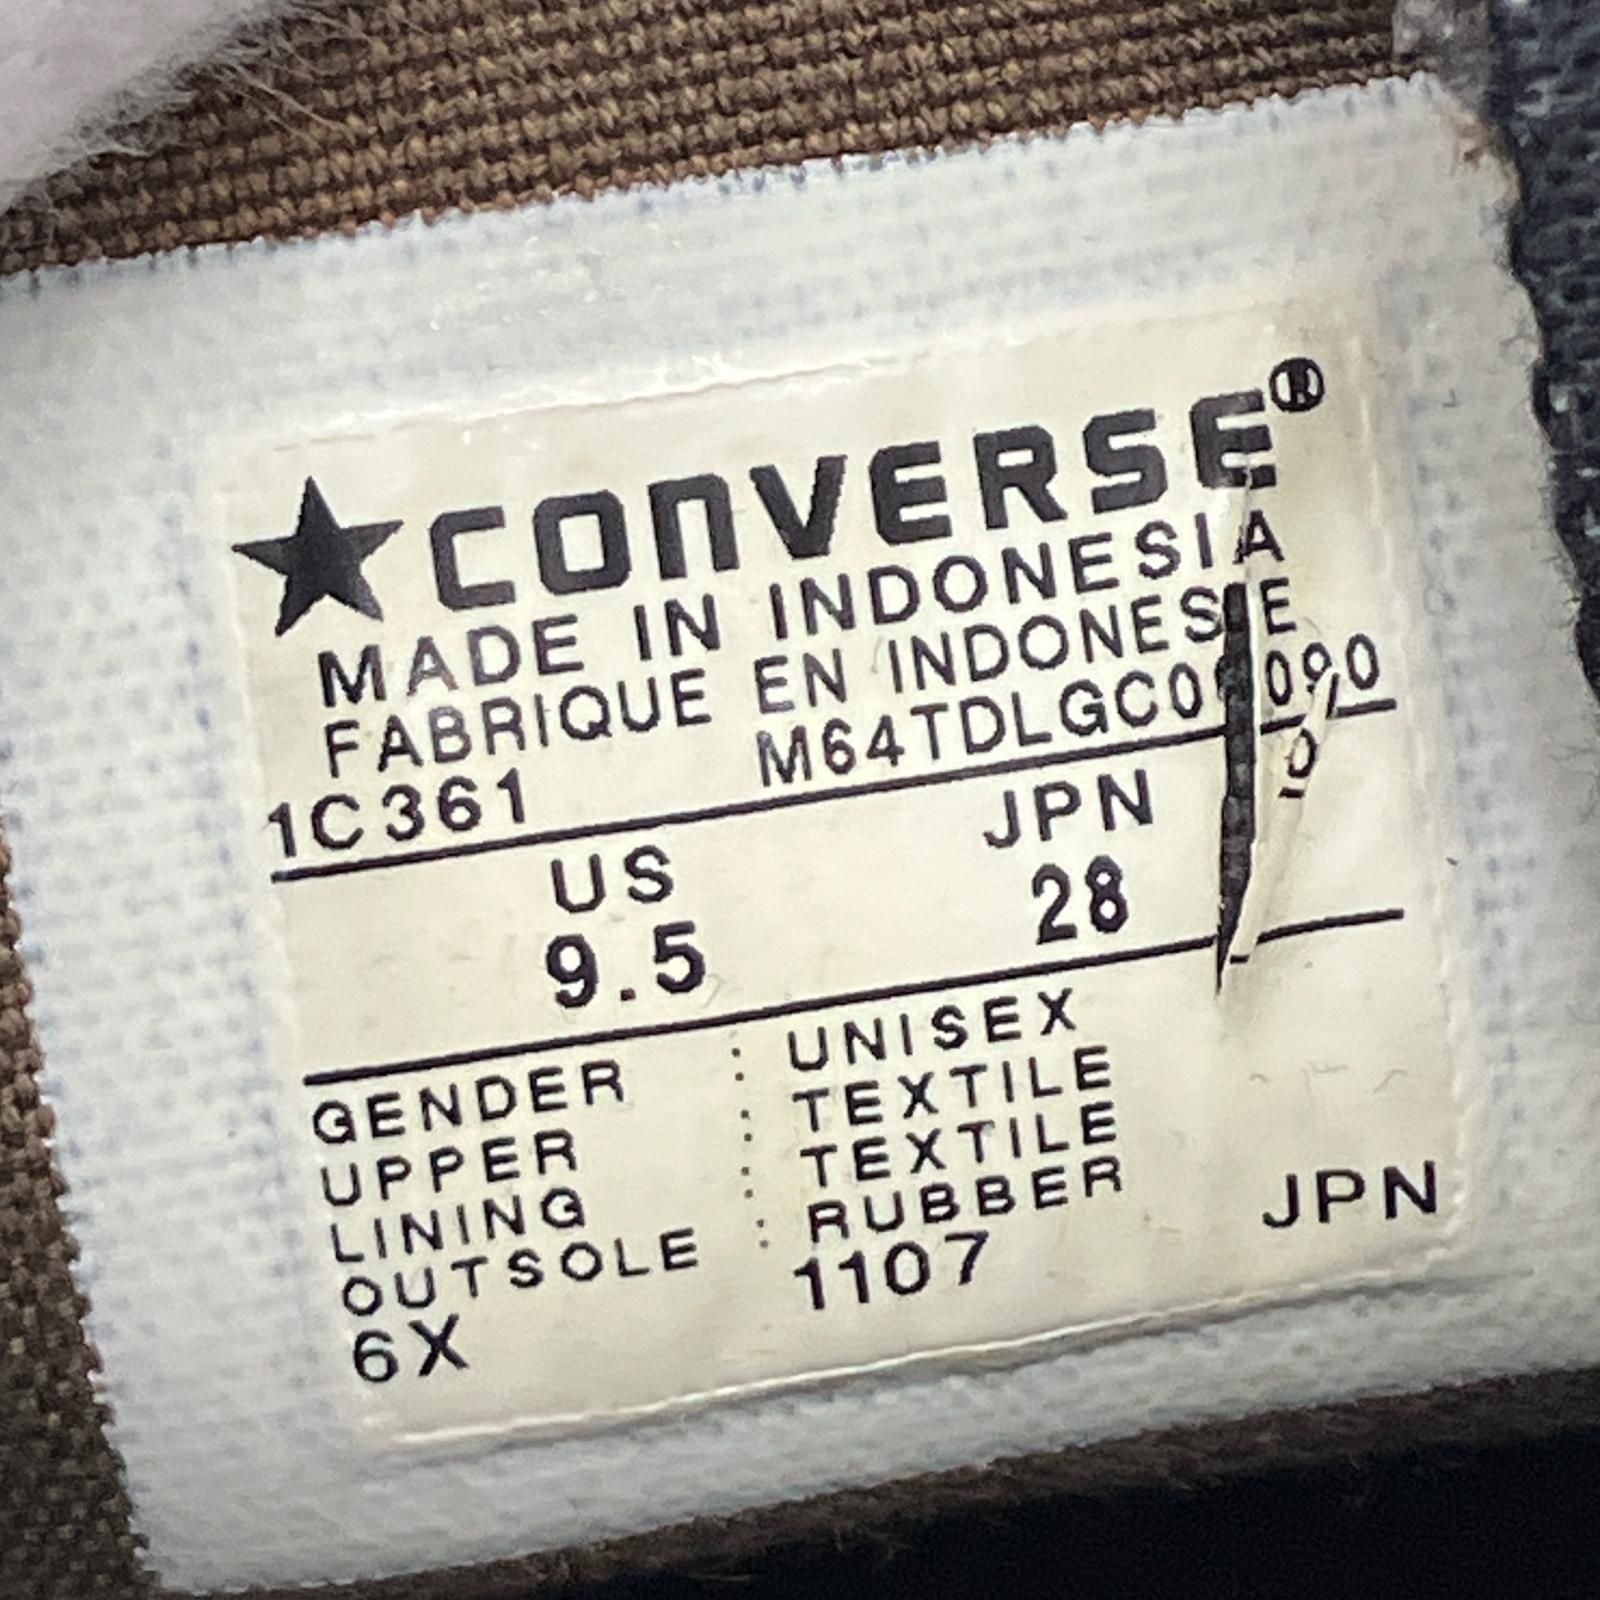 ★CONVERSE®
MADE IN INDONESIA
FABRIQUE EN INDONESIE
1C361
US JPN
9.5 28
GENDER : UNISEX
UPPER : TEXTILE
LINING : TEXTILE
OUTSOLE : RUBBER
6X 1107 JPN